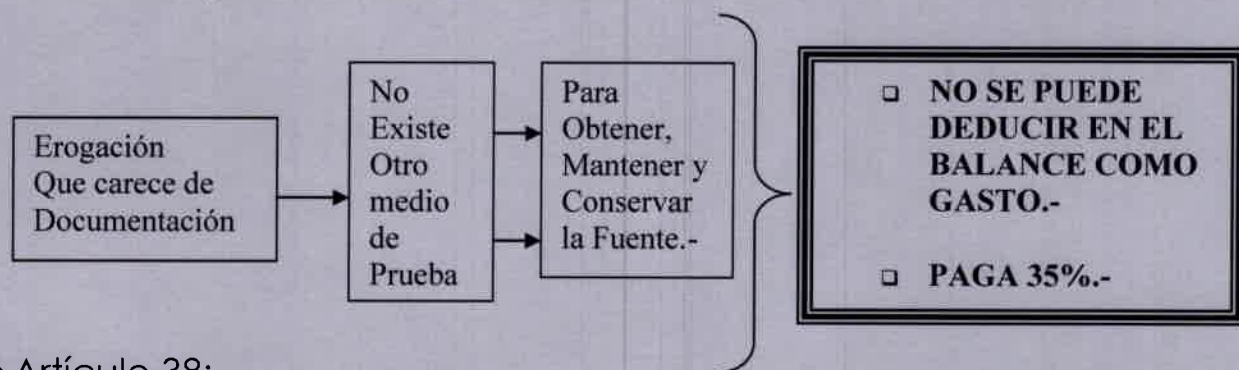 Erogación
Que carece de
Documentación
No
Existe
Otro
medio
de
Prueba
Para
Obtener,
Mantener y
Conservar
la Fuente.-
❑ NO SE PUEDE
DEDUCIR EN EL
BALANCE COMO
GASTO.-
❑ PAGA 35%.-
Artículo 38: